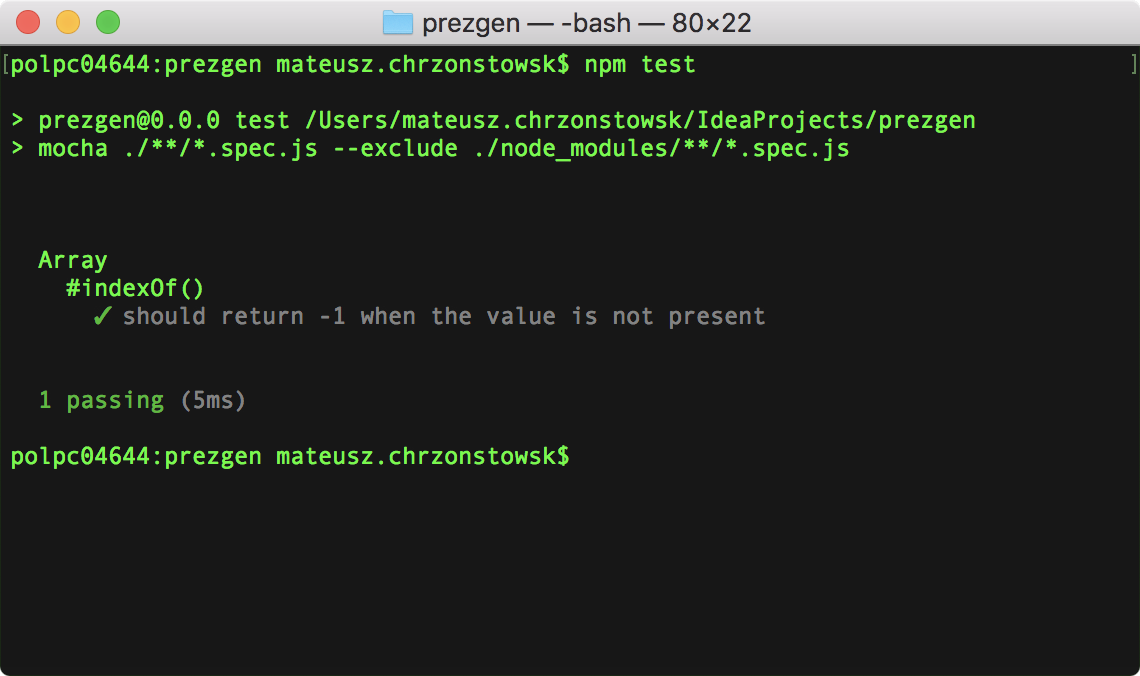 prezgen — -bash — 80×22
[polpc04644:prezgen mateusz.chrzonstowsk$ npm test ]
> prezgen@0.0.0 test /Users/mateusz.chrzonstowsk/IdeaProjects/prezgen
> mocha ./**/*.spec.js --exclude ./node_modules/**/*.spec.js
Array
#indexOf()
✓ should return -1 when the value is not present
1 passing (5ms)
polpc04644:prezgen mateusz.chrzonstowsk$